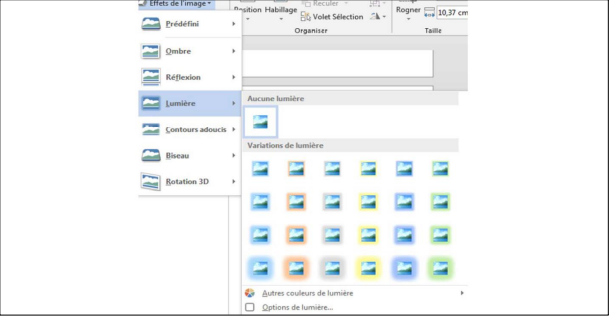 Effets de l'image
Position Habillage
Reculer
Volet Sélection
Rogner
10,37 cm
Organiser
Taille
Prédéfini
Ombre
Réflexion
Lumière
Contours adoucis
Biseau
Rotation 3D
Aucune lumière
Variations de lumière
Autres couleurs de lumière
Options de lumière...